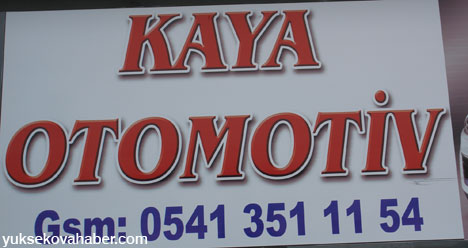 KAYA
OTOMOTİV
Gsm: 0541 351 11 54
yuksekovahaber.com